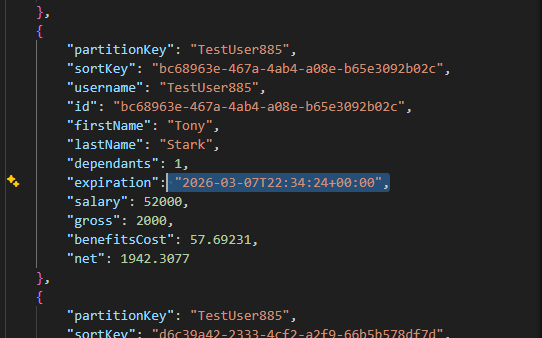 },
{
"partitionKey": "TestUser885",
"sortKey": "bc68963e-467a-4ab4-a08e-b65e3092b02c",
"username": "TestUser885",
"id": "bc68963e-467a-4ab4-a08e-b65e3092b02c",
"firstName": "Tony",
"lastName": "Stark",
"dependants": 1,
"expiration": "2026-03-07T22:34:24+00:00",
"salary": 52000,
"gross": 2000,
"benefitsCost": 57.69231,
"net": 1942.3077
},
{
"partitionKey": "TestUser885",
"sortKey": "d6c39a42-2333-4cf2-a2f9-66b5b578df7d",